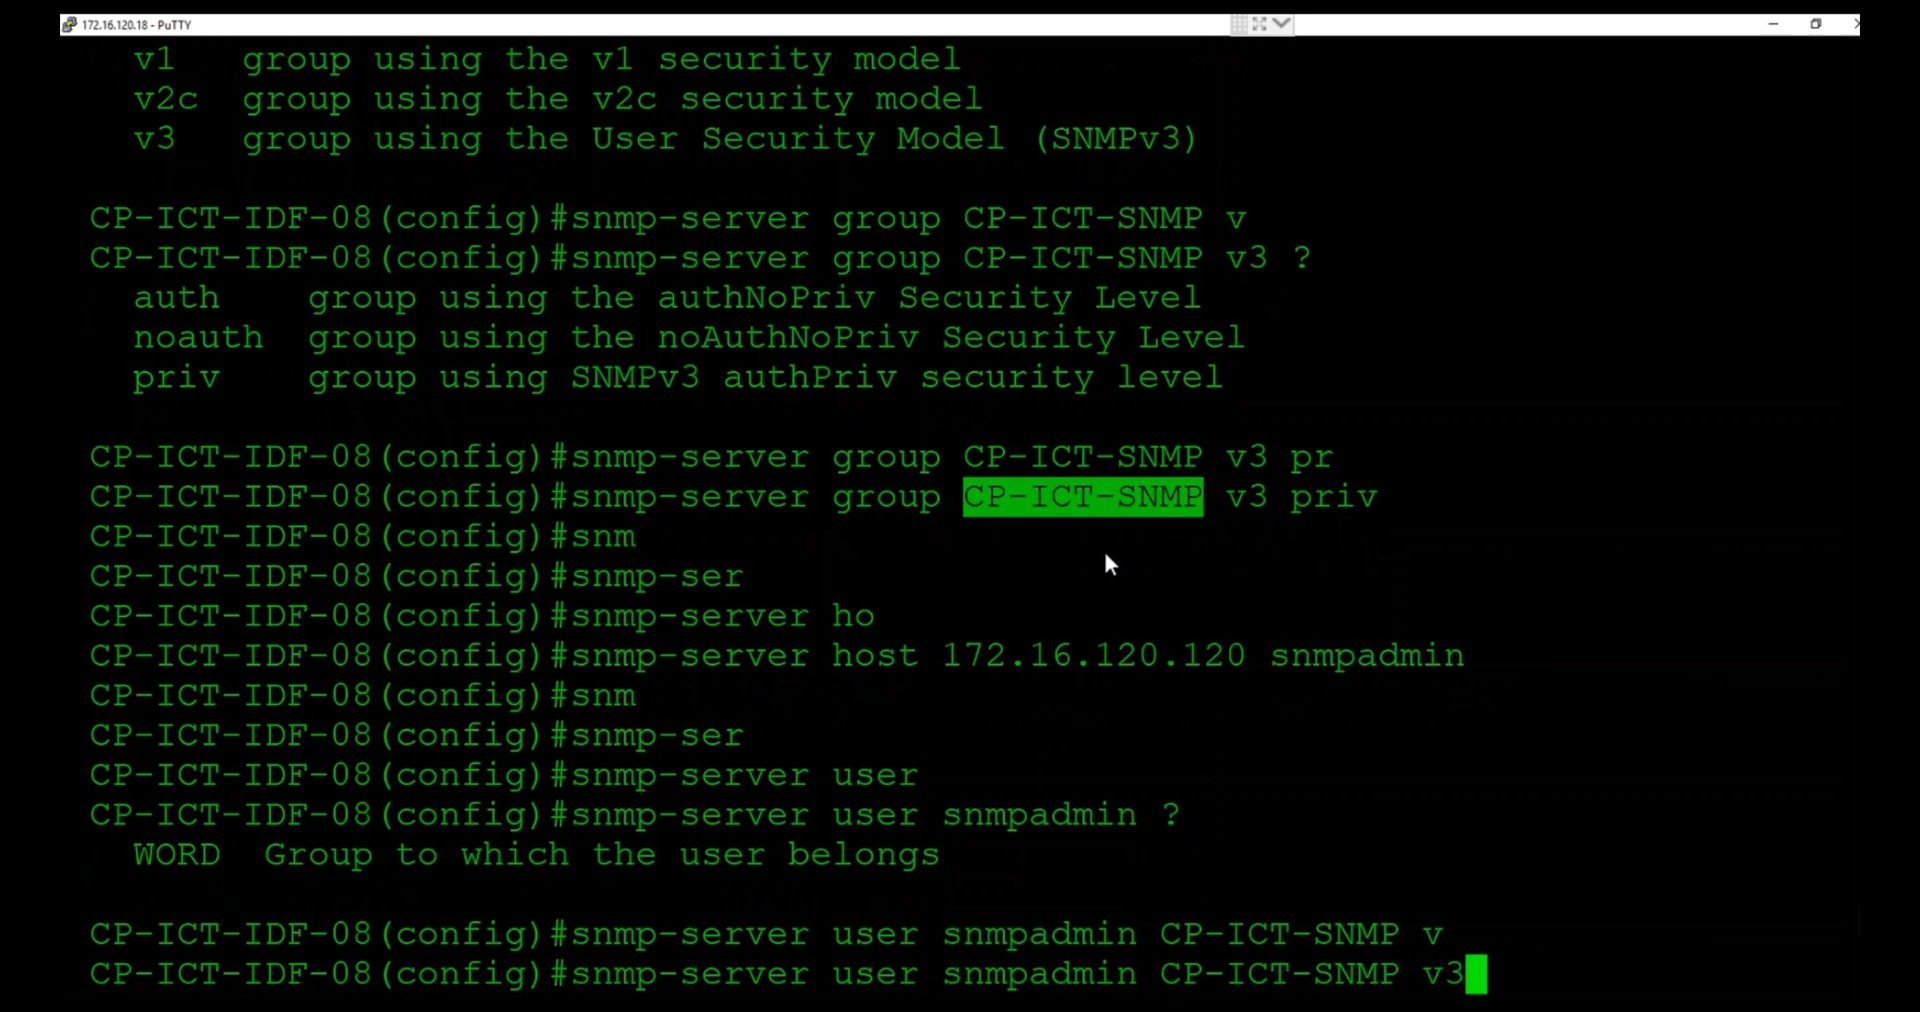 172.16.120.18 - PuTTY
v1 group using the v1 security model
v2c group using the v2c security model
v3 group using the User Security Model (SNMPv3)
CP-ICT-IDF-08(config)#snmp-server group CP-ICT-SNMP v
CP-ICT-IDF-08(config)#snmp-server group CP-ICT-SNMP v3 ?
auth group using the authNoPriv Security Level
noauth group using the noAuthNoPriv Security Level
priv group using SNMPv3 authPriv security level
CP-ICT-IDF-08(config)#snmp-server group CP-ICT-SNMP v3 pr
CP-ICT-IDF-08(config)#snmp-server group CP-ICT-SNMP v3 priv
CP-ICT-IDF-08(config)#snm
CP-ICT-IDF-08(config)#snmp-ser
CP-ICT-IDF-08(config)#snmp-server ho
CP-ICT-IDF-08(config)#snmp-server host 172.16.120.120 snmpadmin
CP-ICT-IDF-08(config)#snm
CP-ICT-IDF-08(config)#snmp-ser
CP-ICT-IDF-08(config)#snmp-server user
CP-ICT-IDF-08(config)#snmp-server user snmpadmin ?
WORD Group to which the user belongs
CP-ICT-IDF-08(config)#snmp-server user snmpadmin CP-ICT-SNMP v
CP-ICT-IDF-08(config)#snmp-server user snmpadmin CP-ICT-SNMP v3